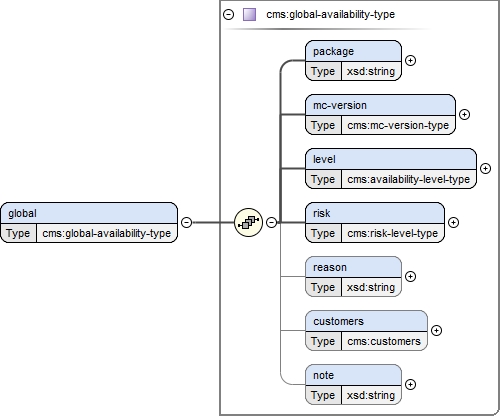 cms:global-availability-type
package
Type xsd:string
mc-version
Type cms:mc-version-type
level
Type cms:availability-level-type
global
Type cms:global-availability-type
risk
Type cms:risk-level-type
reason
Type xsd:string
customers
Type cms:customers
note
Type xsd:string